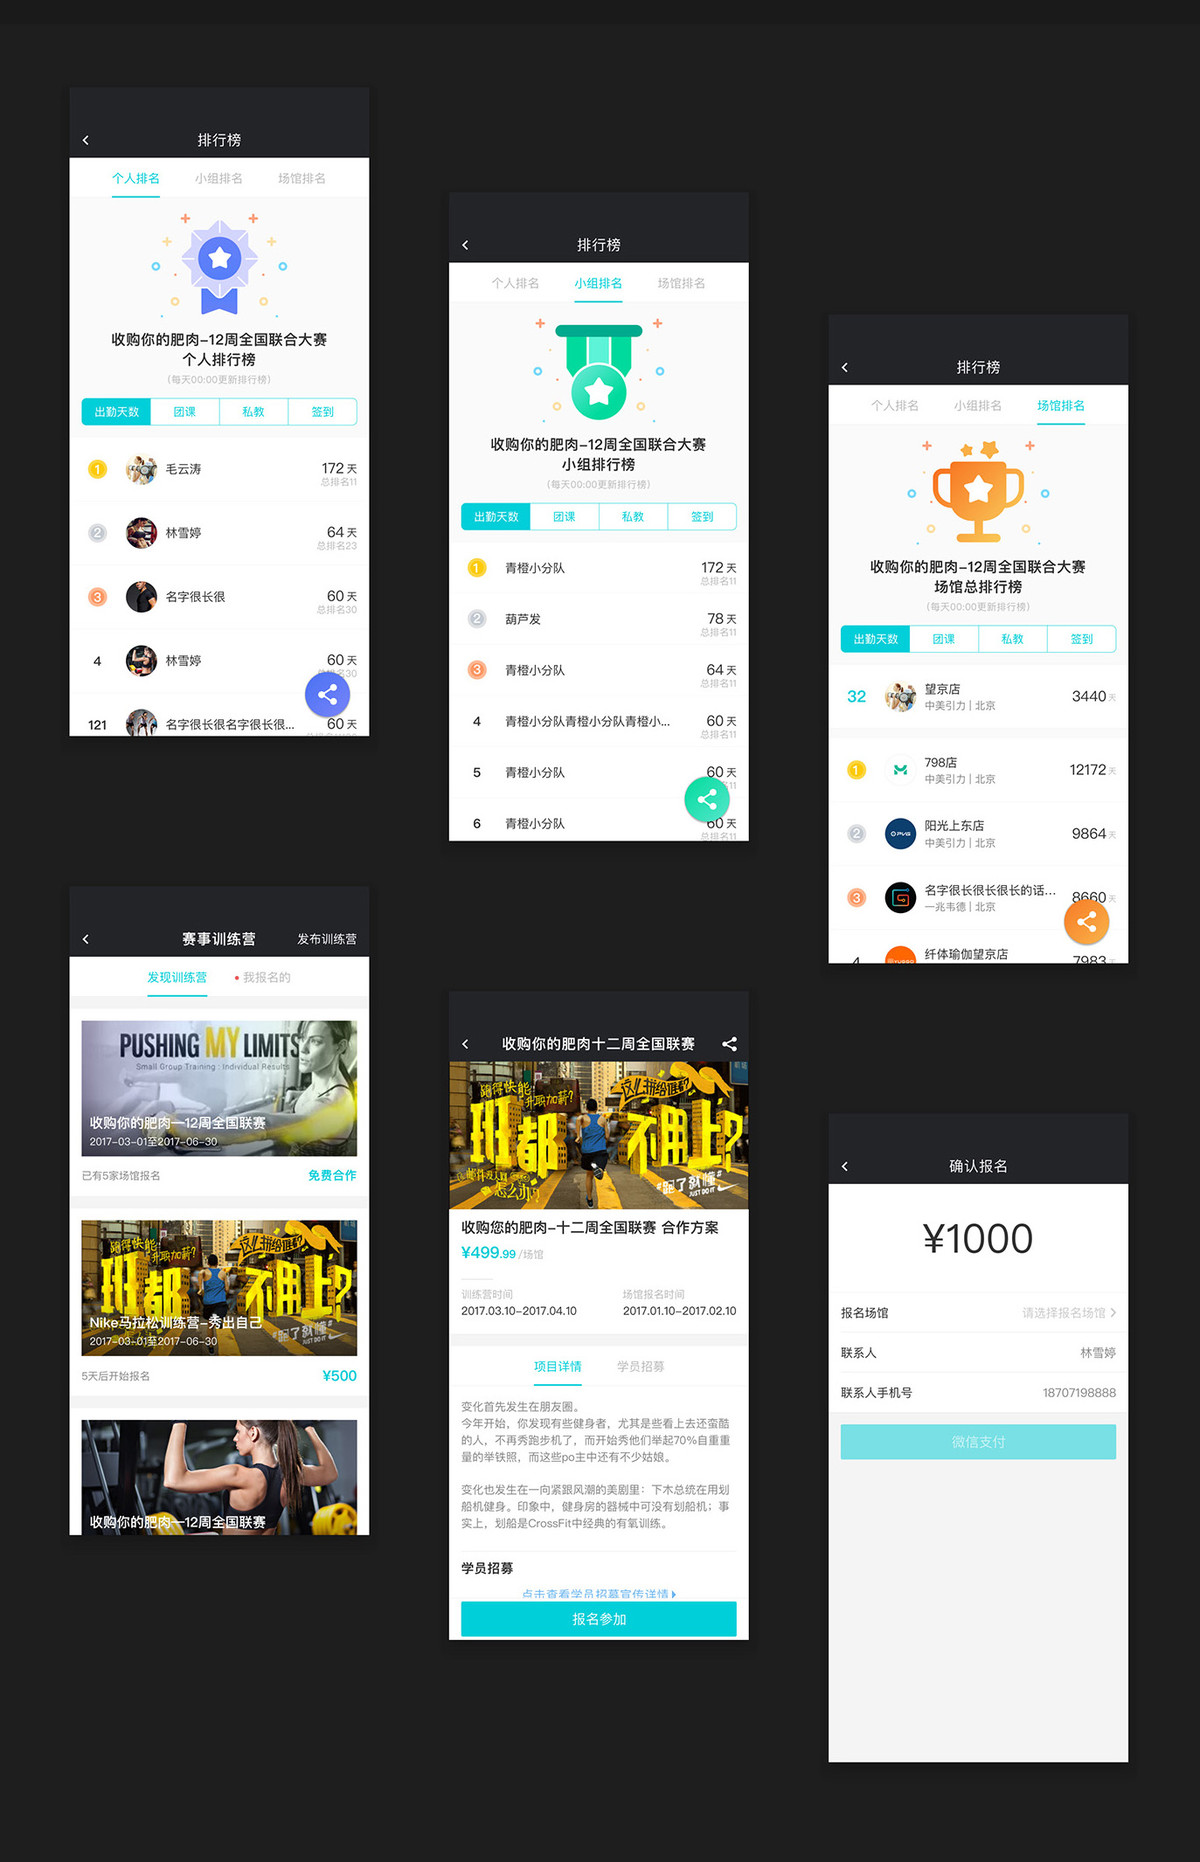 排行榜
个人排名 小组排名 场馆排名
收购你的肥肉-12周全国联合大赛
个人排行榜
(每天00:00更新排行榜)
出勤天数 团课 私教 签到
1 毛云涛 172 天
总排名11
2 林雪婷 64 天
总排名23
3 名字很长很 60 天
总排名30
4 林雪婷 60 天
121 名字很长很长名字很长很... 60 天
排行榜
个人排名 小组排名 场馆排名
收购你的肥肉-12周全国联合大赛
小组排行榜
(每天00:00更新排行榜)
出勤天数 团课 私教 签到
1 青橙小分队 172 天
总排名11
2 葫芦发 78 天
总排名11
3 青橙小分队 64 天
总排名11
4 青橙小分队青橙小分队青橙小... 60 天
总排名11
5 青橙小分队 60 天
6 青橙小分队 60 天
总排名11
排行榜
个人排名 小组排名 场馆排名
收购你的肥肉-12周全国联合大赛
场馆总排行榜
(每天00:00更新排行榜)
出勤天数 团课 私教 签到
32 望京店 3440 天
中美引力 | 北京
1 798店 12172 天
中美引力 | 北京
2 阳光上东店 9864 天
中美引力 | 北京
3 名字很长很长很长的话... 8660 天
一兆韦德 | 北京
4 纤体瑜伽望京店 7983
赛事训练营 发布训练营
发现训练营 我报名的
PUSHING MY LIMITS
Small Group Training : Individual Results
收购你的肥肉—12周全国联赛
2017-03-01至2017-06-30
已有5家场馆报名 免费合作
跑得快能
升职加薪?
这儿拼给谁看?
班都不用上?
Nike马拉松训练营-秀出自己
2017-03-01至2017-06-30
#跑了就懂#
JUST DO IT
5天后开始报名 ¥500
收购你的肥肉—12周全国联赛
收购你的肥肉十二周全国联赛
跑得快能
升职加薪?
这儿拼给谁看?
班都不用上?
怎么办?!
#跑了就懂#
JUST DO IT
收购您的肥肉-十二周全国联赛 合作方案
¥499.99 /场馆
训练营时间 场馆报名时间
2017.03.10-2017.04.10 2017.01.10-2017.02.10
项目详情 学员招募
变化首先发生在朋友圈。
今年开始，你发现有些健身者，尤其是些看上去还蛮酷
的人，不再秀跑步机了，而开始秀他们举起70%自重重
量的举铁照，而这些po主中还有不少姑娘。
变化也发生在一向紧跟风潮的美剧里：下木总统在用划
船机健身。印象中，健身房的器械中可没有划船机；事
实上，划船是CrossFit中经典的有氧训练。
学员招募
点击查看学员招募宣传详情
报名参加
确认报名
¥1000
报名场馆 请选择报名场馆
联系人 林雪婷
联系人手机号 18707198888
微信支付